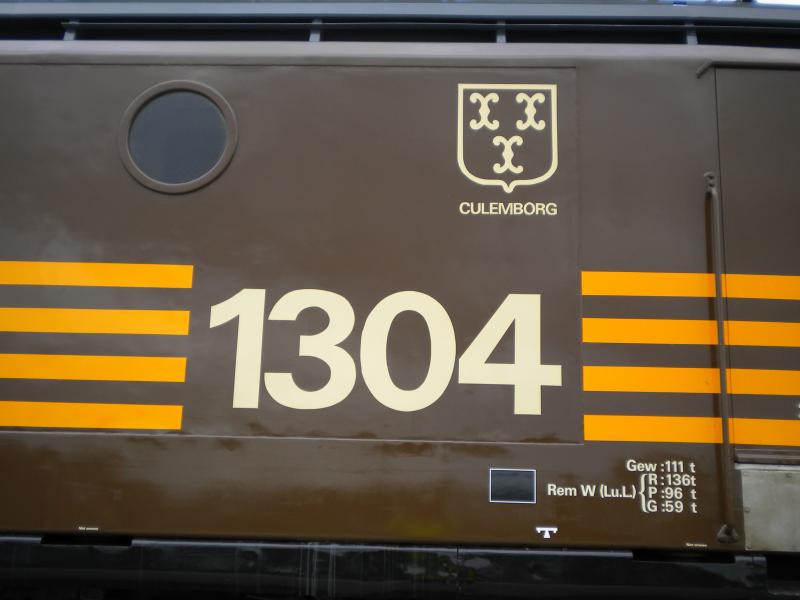 CULEMBORG
1304
Gew :111 t
Rem W (Lu.L.) { R :136t
P :96 t
G :59 t